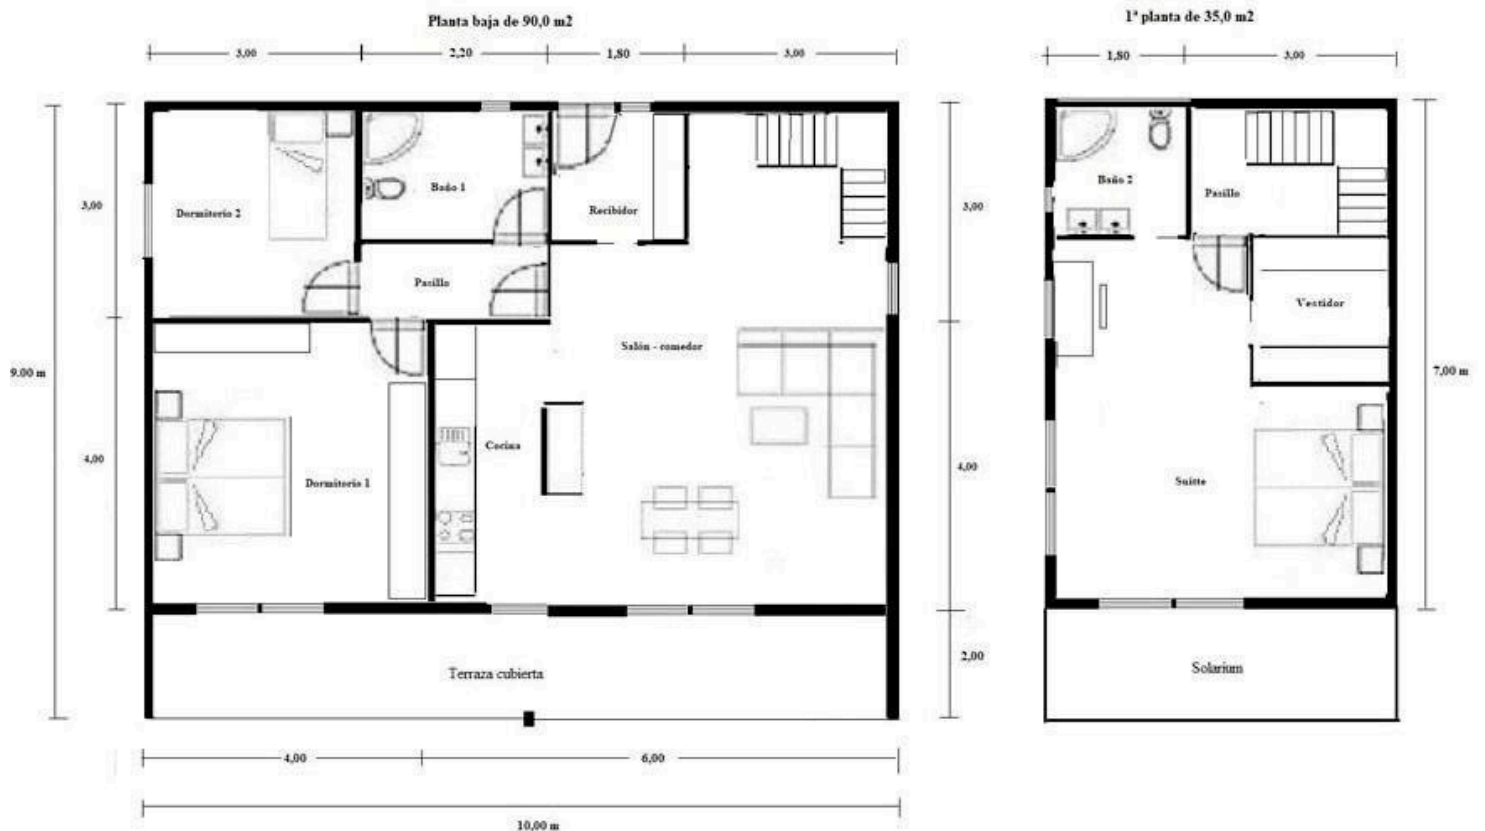 Planta baja de 90,0 m2
1ª planta de 35,0 m2
3,00
2,20
1,80
3,00
1,80
3,00
Dormitorio 2
Baño 1
Recibidor
Baño 2
Pasillo
3,00
3,00
Pasillo
Vestidor
Salón - comedor
9.00 m
7,00 m
4,00
Cocina
4,00
Dormitorio 1
Suitte
2,00
Terraza cubierta
Solarium
4,00
6,00
10,00 m